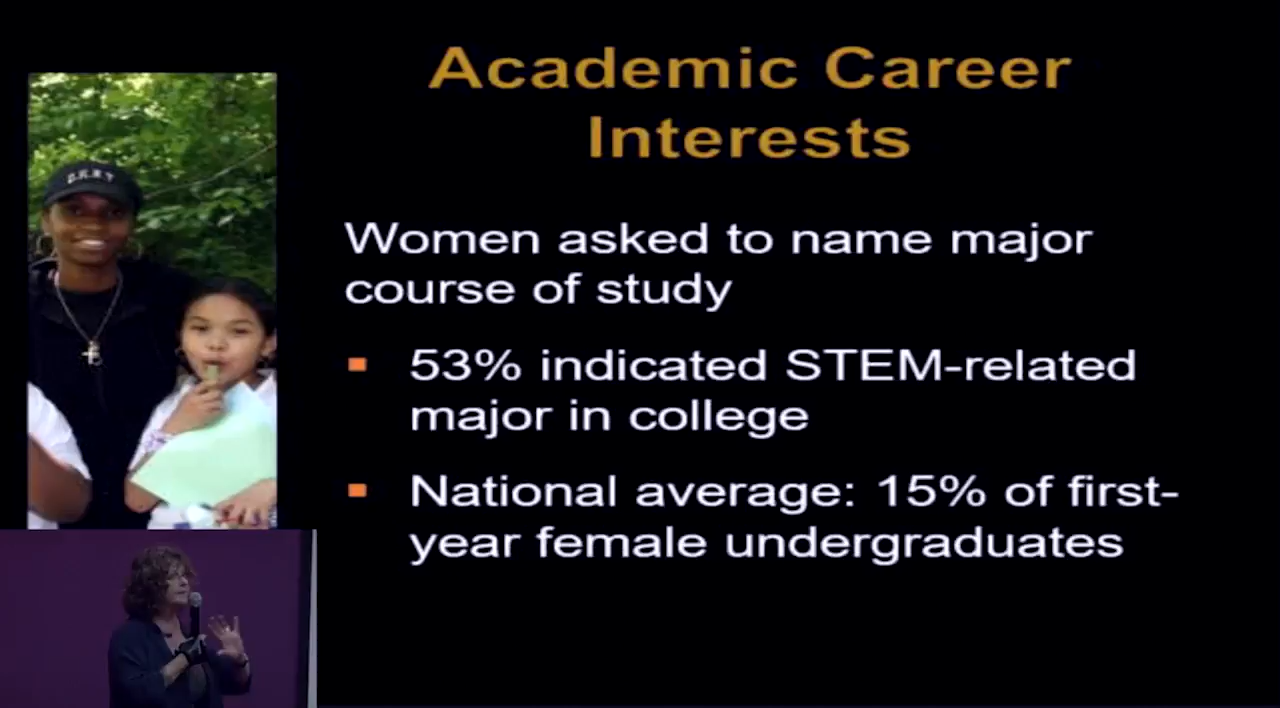 Academic Career
Interests
Women asked to name major
course of study
▪ 53% indicated STEM-related
major in college
▪ National average: 15% of first-
year female undergraduates